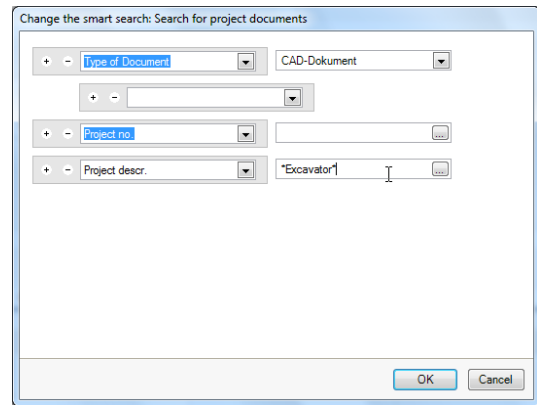 Change the smart search: Search for project documents
+ − Type of Document CAD-Dokument
+ −
+ − Project no. ...
+ − Project descr. *Excavator* ...
OK Cancel